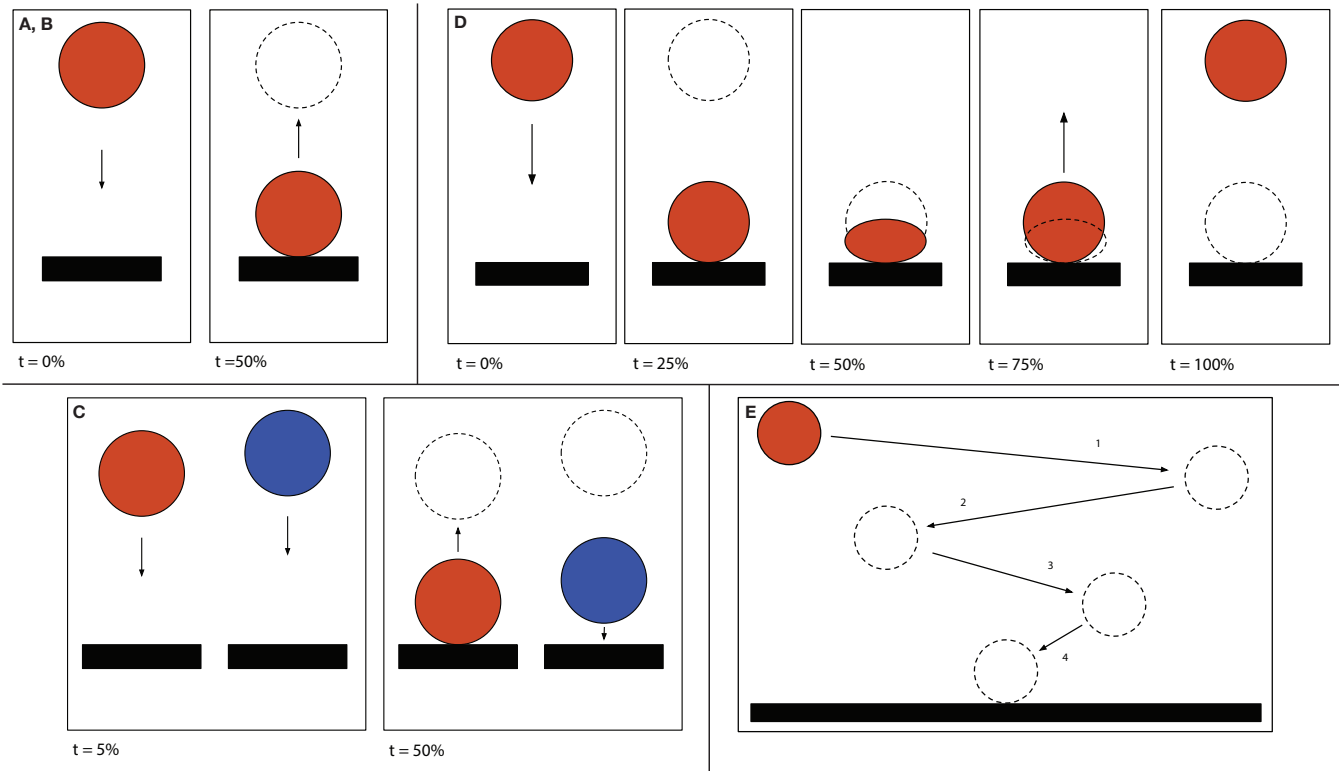 A, B
t = 0%
t =50%
D
t = 0%
t = 25%
t = 50%
t = 75%
t = 100%
C
t = 5%
t = 50%
E
1
2
3
4